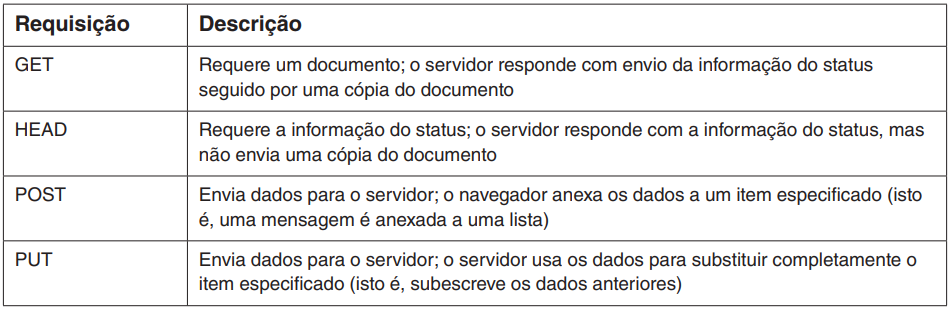 Requisição Descrição
GET Requere um documento; o servidor responde com envio da informação do status
seguido por uma cópia do documento
HEAD Requere a informação do status; o servidor responde com a informação do status, mas
não envia uma cópia do documento
POST Envia dados para o servidor; o navegador anexa os dados a um item especificado (isto
é, uma mensagem é anexada a uma lista)
PUT Envia dados para o servidor; o servidor usa os dados para substituir completamente o
item especificado (isto é, subescreve os dados anteriores)